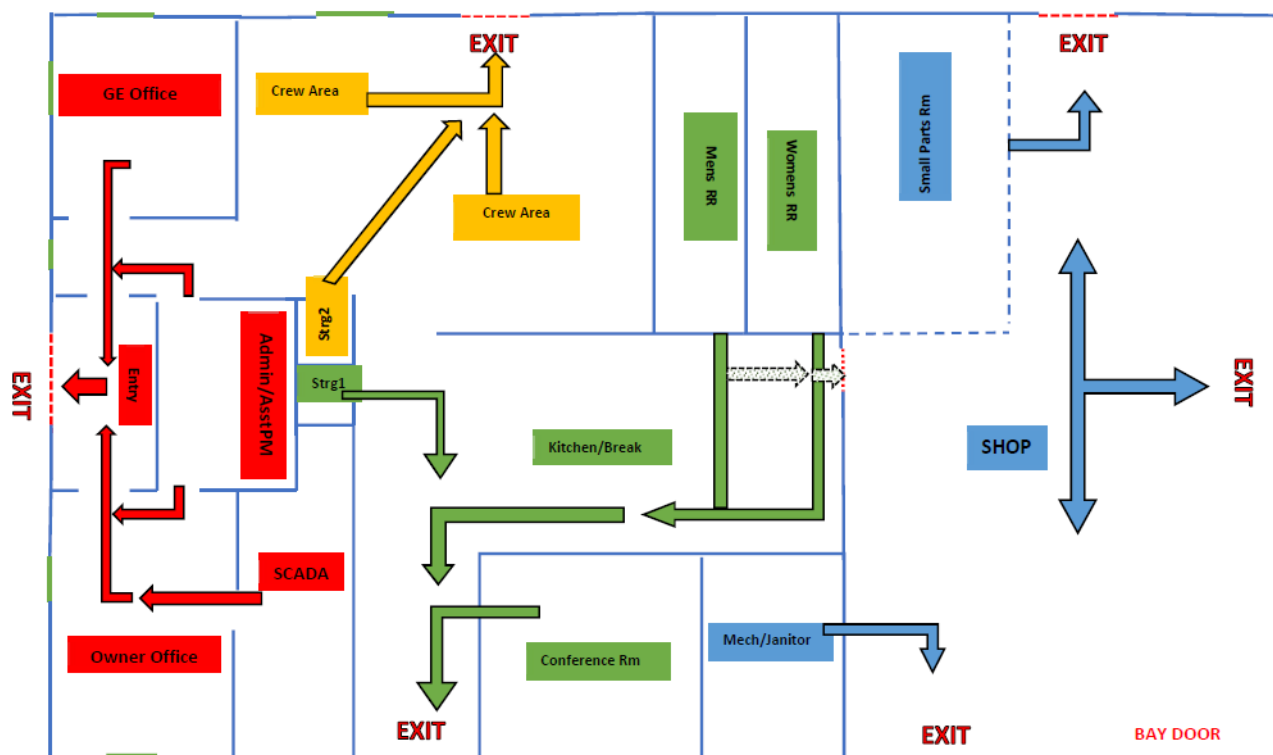 EXIT
EXIT
GE Office
Crew Area
Mens RR
Womens RR
Small Parts Rm
Crew Area
Strg2
Entry
Admin/AsstPM
Strg1
EXIT
EXIT
Kitchen/Break
SHOP
SCADA
Owner Office
Conference Rm
Mech/Janitor
EXIT
EXIT
BAY DOOR